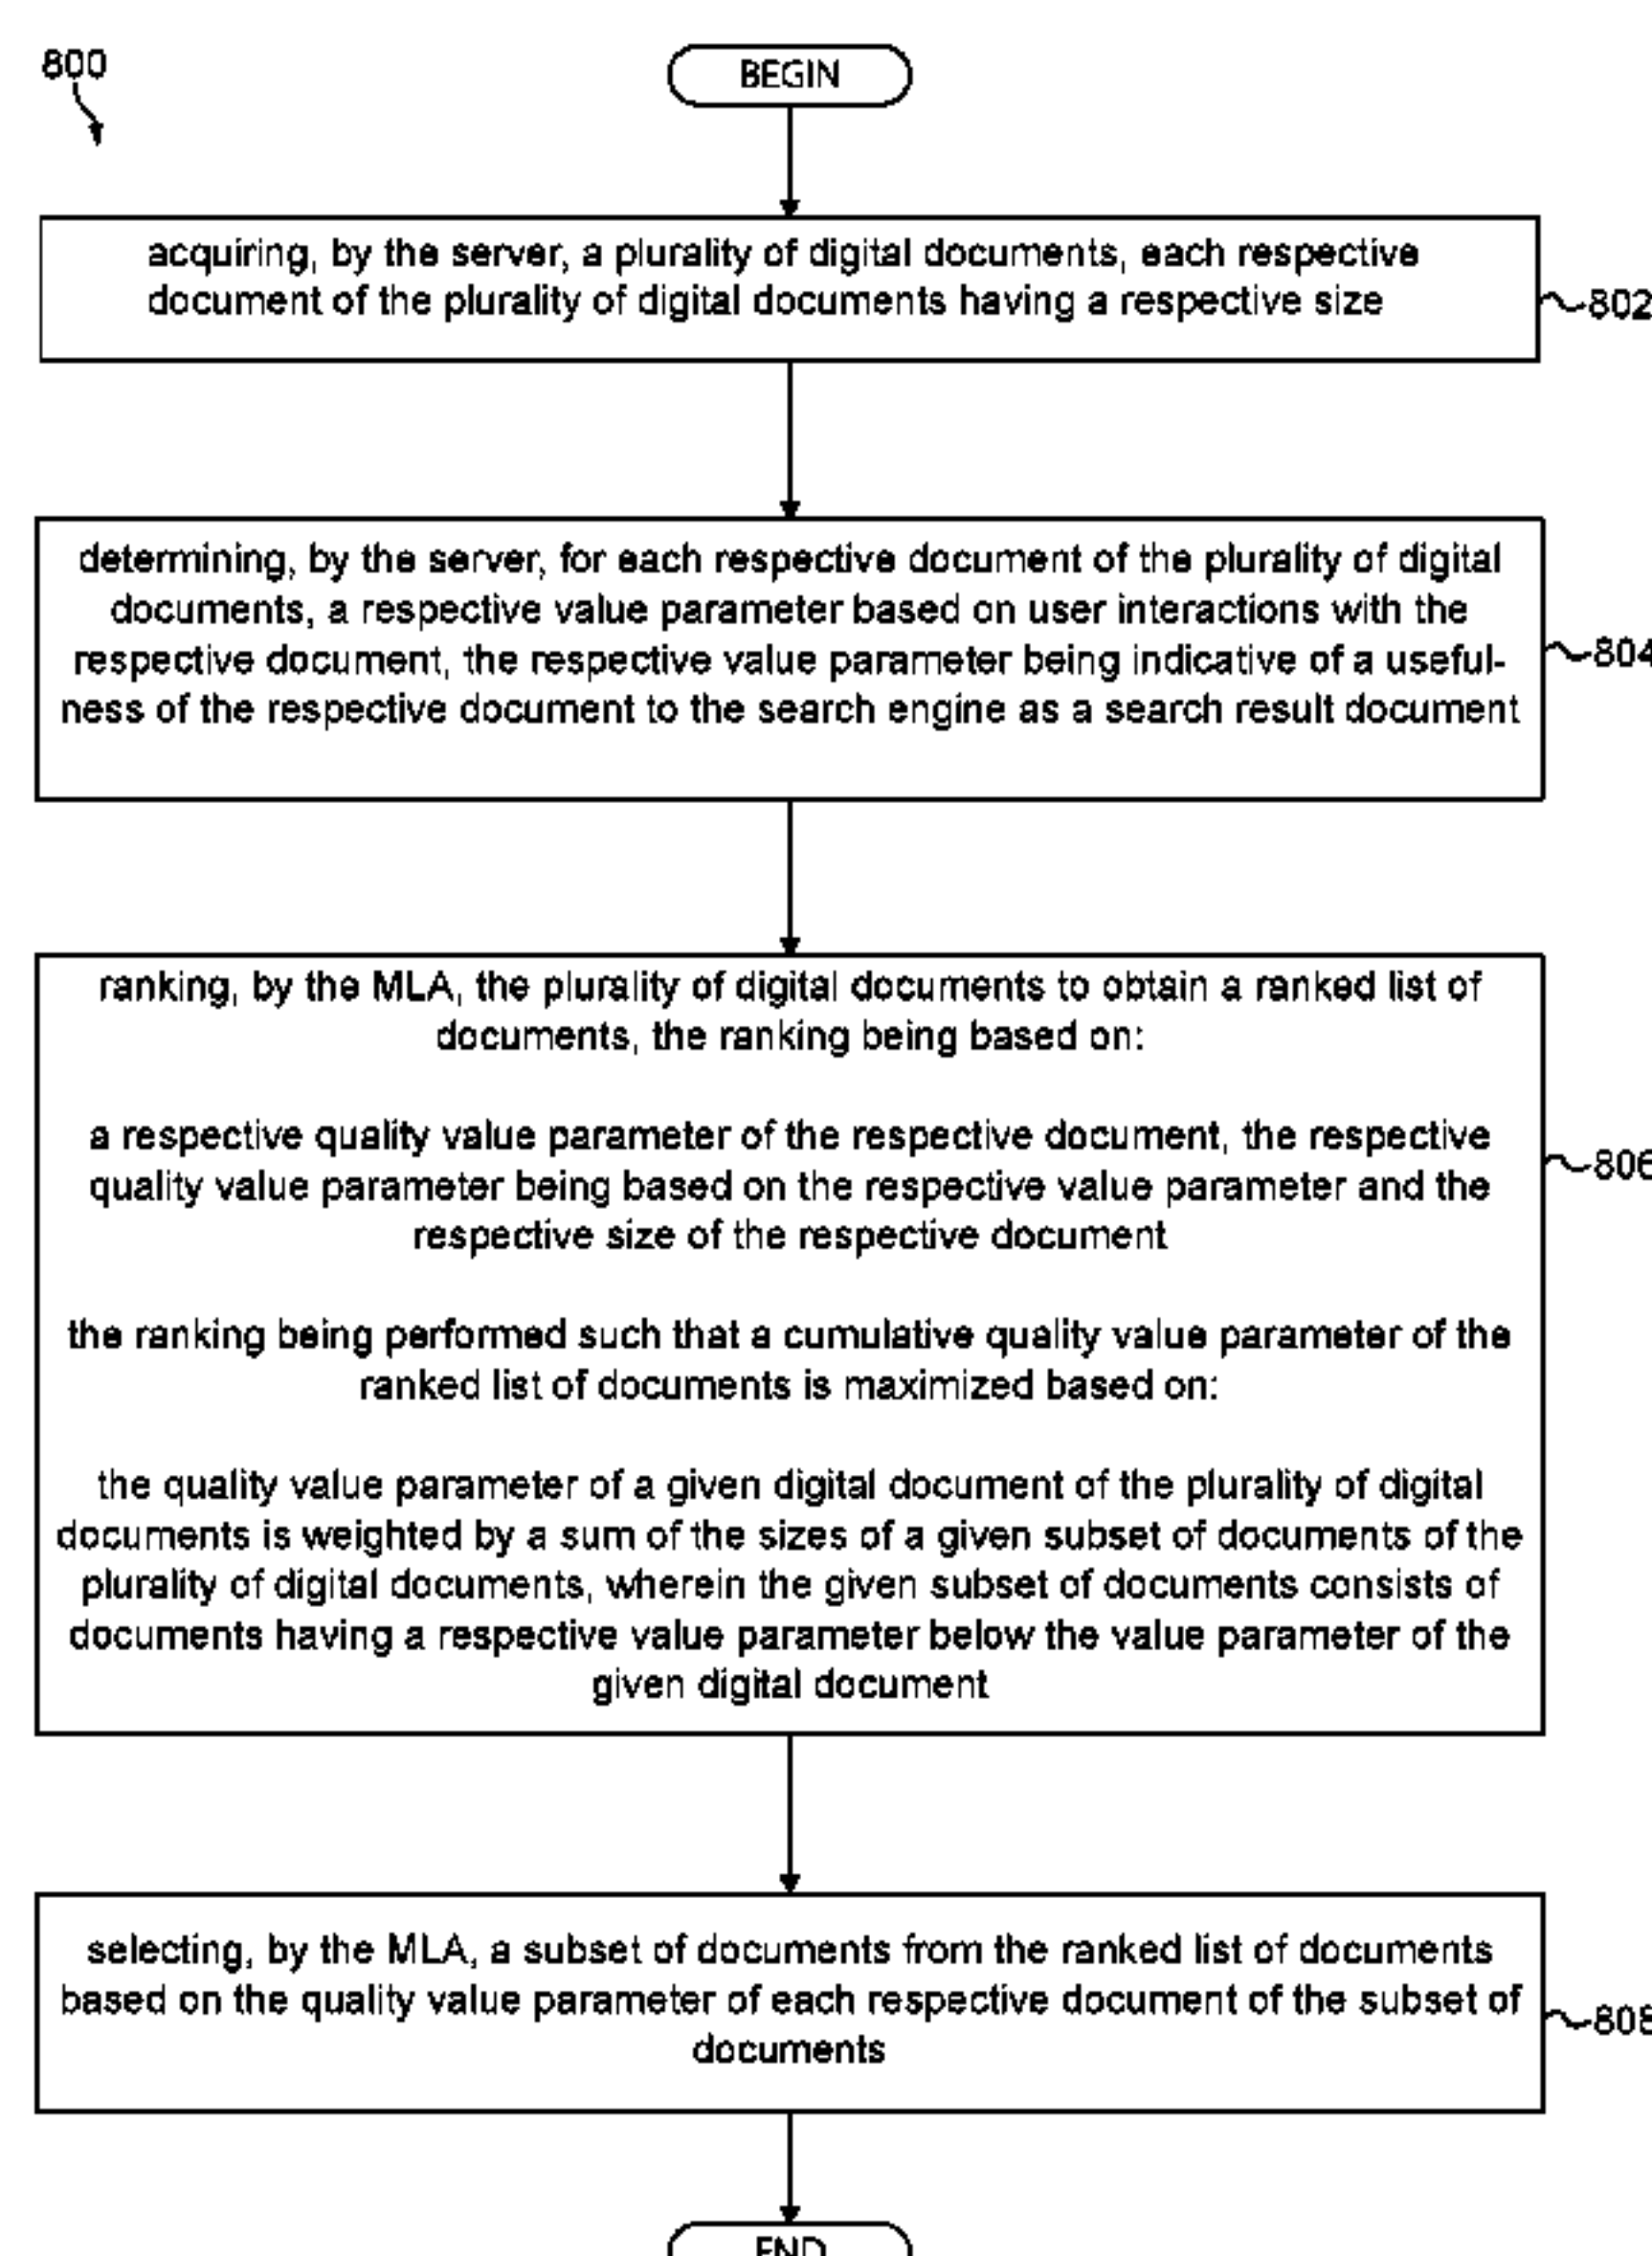 800
BEGIN
acquiring, by the server, a plurality of digital documents, each respective
document of the plurality of digital documents having a respective size
802
determining, by the server, for each respective document of the plurality of digital
documents, a respective value parameter based on user interactions with the
respective document, the respective value parameter being indicative of a useful-
ness of the respective document to the search engine as a search result document
804
ranking, by the MLA, the plurality of digital documents to obtain a ranked list of
documents, the ranking being based on:
a respective quality value parameter of the respective document, the respective
quality value parameter being based on the respective value parameter and the
respective size of the respective document
806
the ranking being performed such that a cumulative quality value parameter of the
ranked list of documents is maximized based on:
the quality value parameter of a given digital document of the plurality of digital
documents is weighted by a sum of the sizes of a given subset of documents of the
plurality of digital documents, wherein the given subset of documents consists of
documents having a respective value parameter below the value parameter of the
given digital document
selecting, by the MLA, a subset of documents from the ranked list of documents
based on the quality value parameter of each respective document of the subset of
documents
808
END